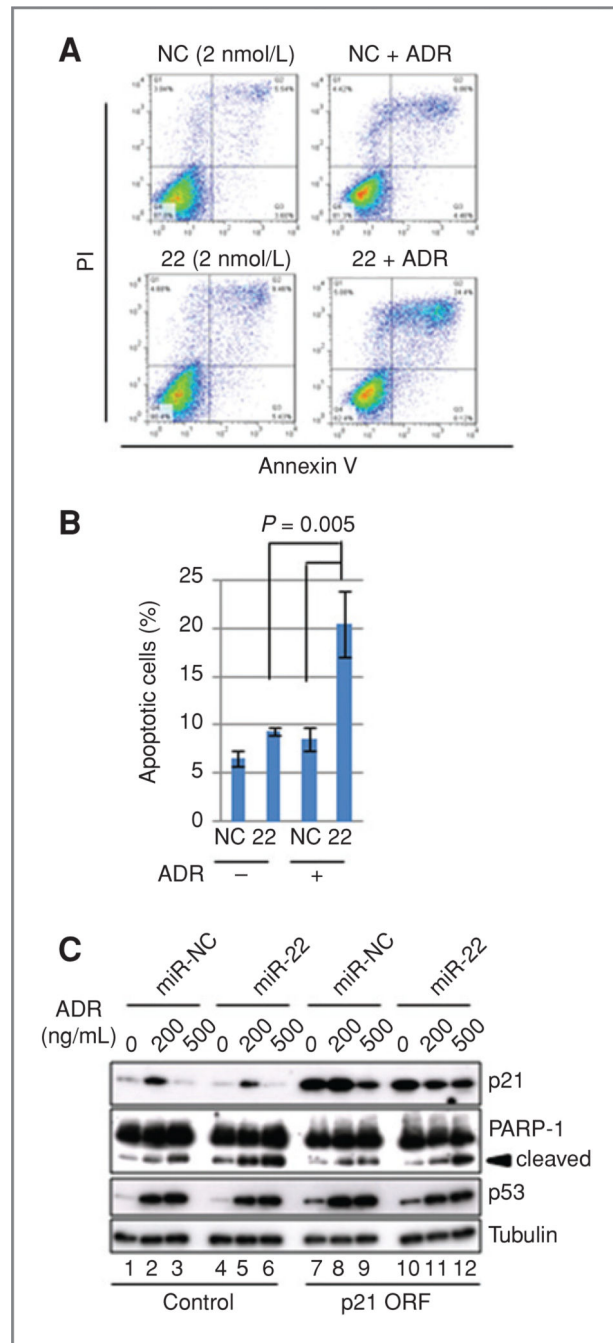 A
NC (2 nmol/L) NC + ADR
22 (2 nmol/L) 22 + ADR
PI
Annexin V
B
P = 0.005
Apoptotic cells (%)
25
20
15
10
5
0
NC 22 NC 22
ADR – +
C
miR-NC miR-22 miR-NC miR-22
ADR
(ng/mL)
0 200 500 0 200 500 0 200 500 0 200 500
p21
PARP-1
cleaved
p53
Tubulin
1 2 3 4 5 6 7 8 9 10 11 12
Control p21 ORF